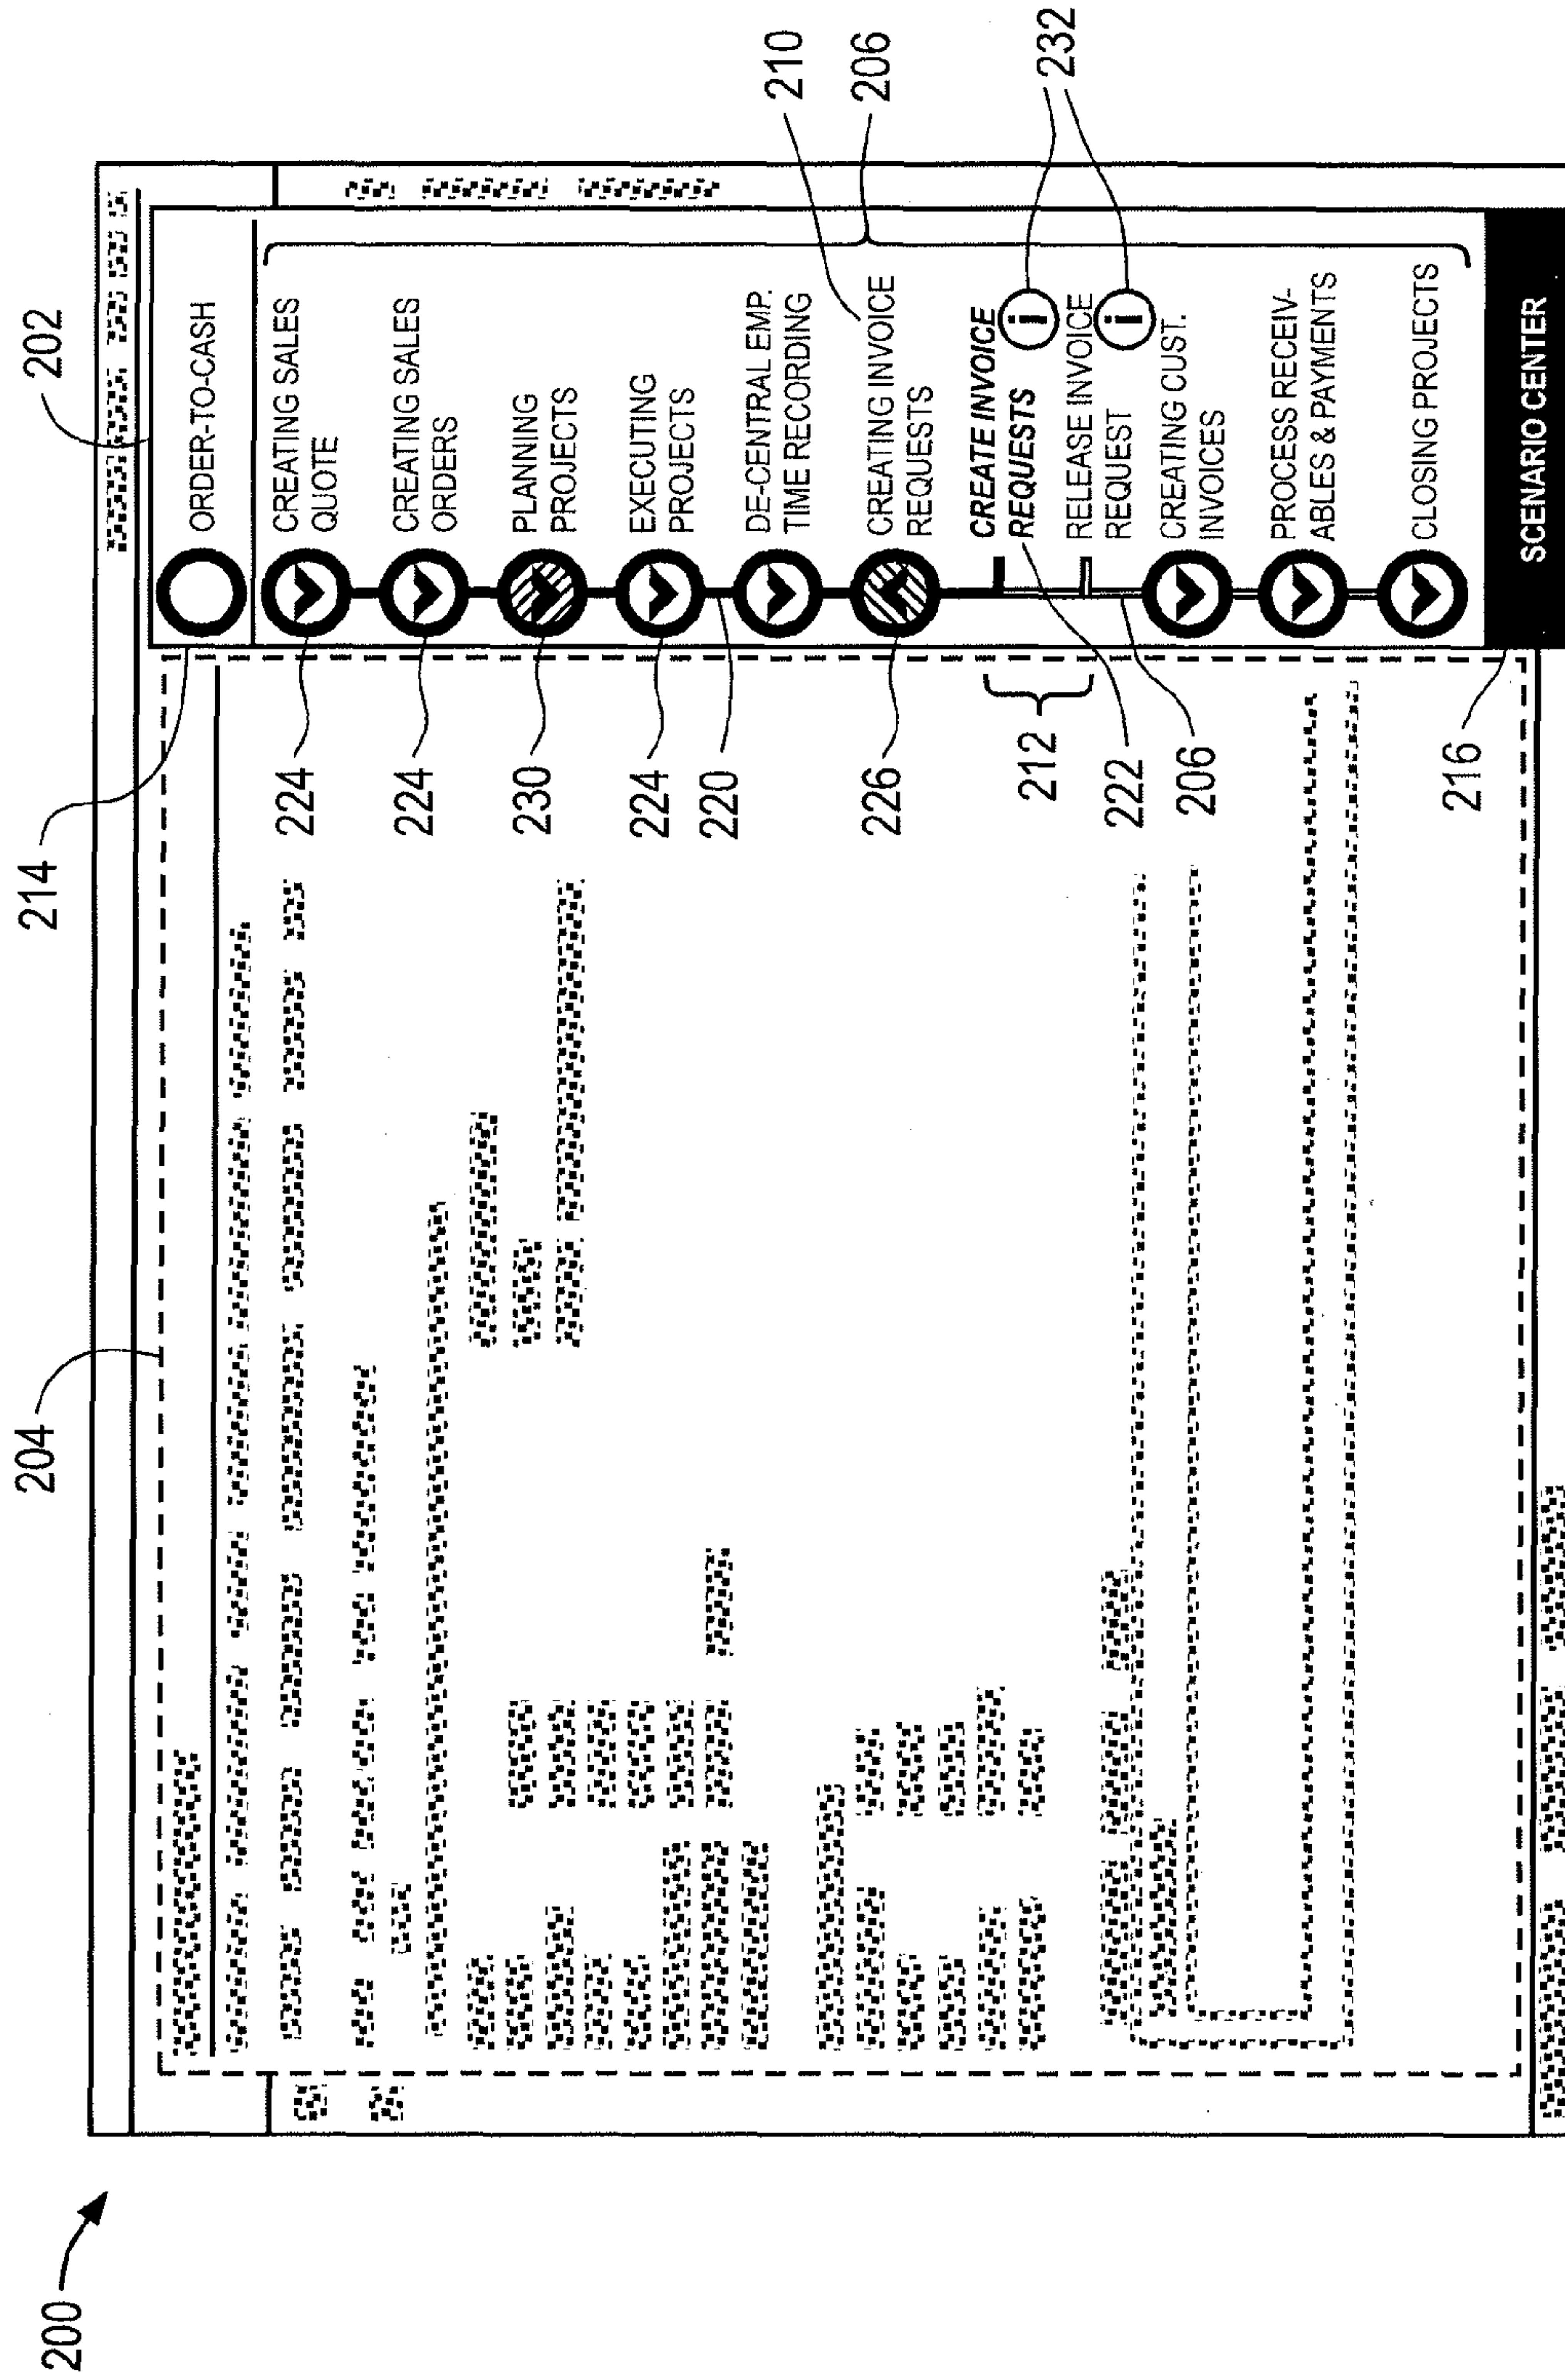 200
204
214
202
ORDER-TO-CASH
CREATING SALES
QUOTE
CREATING SALES
ORDERS
PLANNING
PROJECTS
EXECUTING
PROJECTS
DE-CENTRAL EMP.
TIME RECORDING
CREATING INVOICE
REQUESTS
CREATE INVOICE
REQUESTS
i
RELEASE INVOICE
REQUEST
i
CREATING CUST.
INVOICES
PROCESS RECEIV-
ABLES & PAYMENTS
CLOSING PROJECTS
SCENARIO CENTER
224
224
230
224
220
226
212
222
206
216
210
206
232